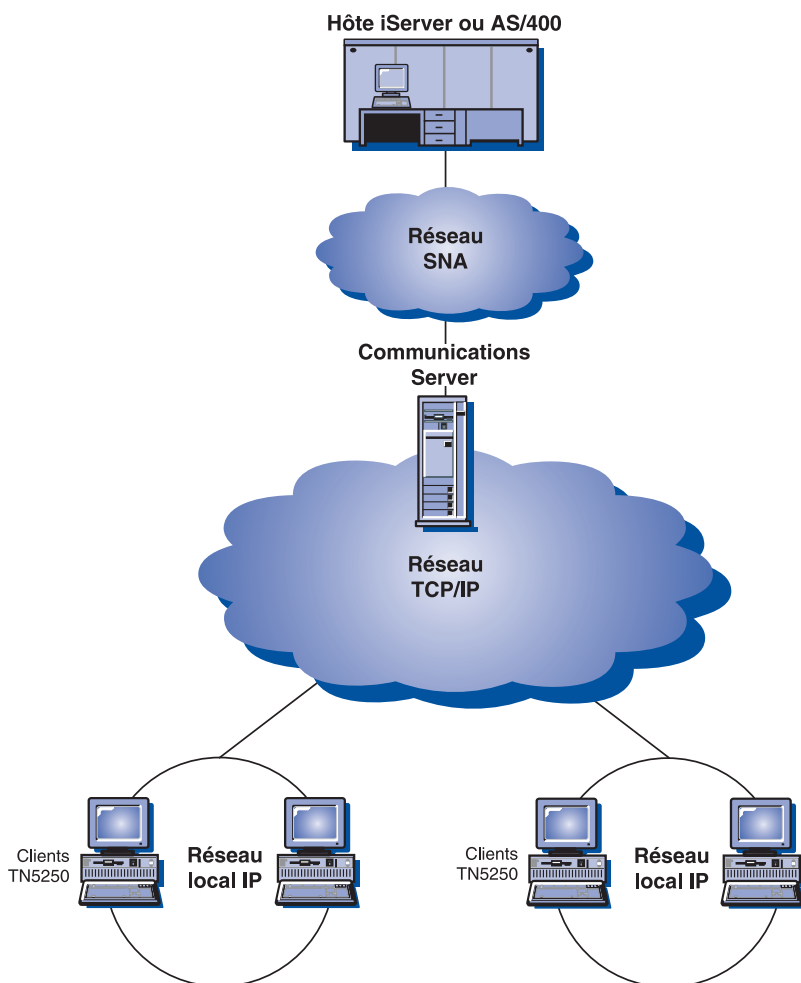 Hôte iServer ou AS/400
Réseau
SNA
Communications
Server
Réseau
TCP/IP
Clients
TN5250
Réseau
local IP
Clients
TN5250
Réseau
local IP